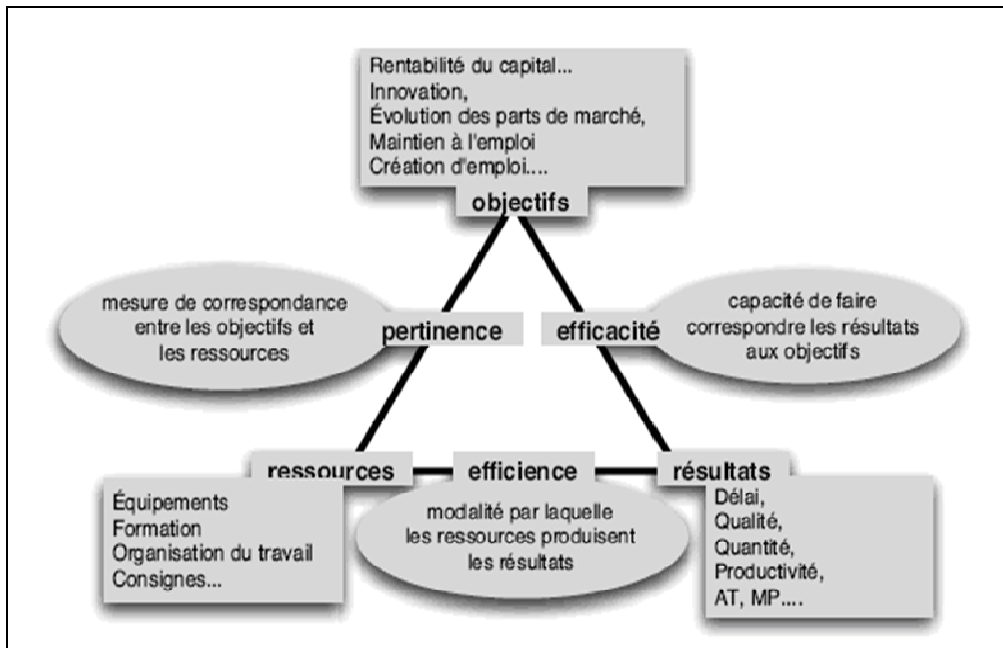 Rentabilité du capital...
Innovation,
Évolution des parts de marché,
Maintien à l'emploi
Création d'emploi....
objectifs
mesure de correspondance
entre les objectifs et
les ressources
pertinence
efficacité
capacité de faire
correspondre les résultats
aux objectifs
ressources
efficience
résultats
Équipements
Formation
Organisation du travail
Consignes...
modalité par laquelle
les ressources produisent
les résultats
Délai,
Qualité,
Quantité,
Productivité,
AT, MP....